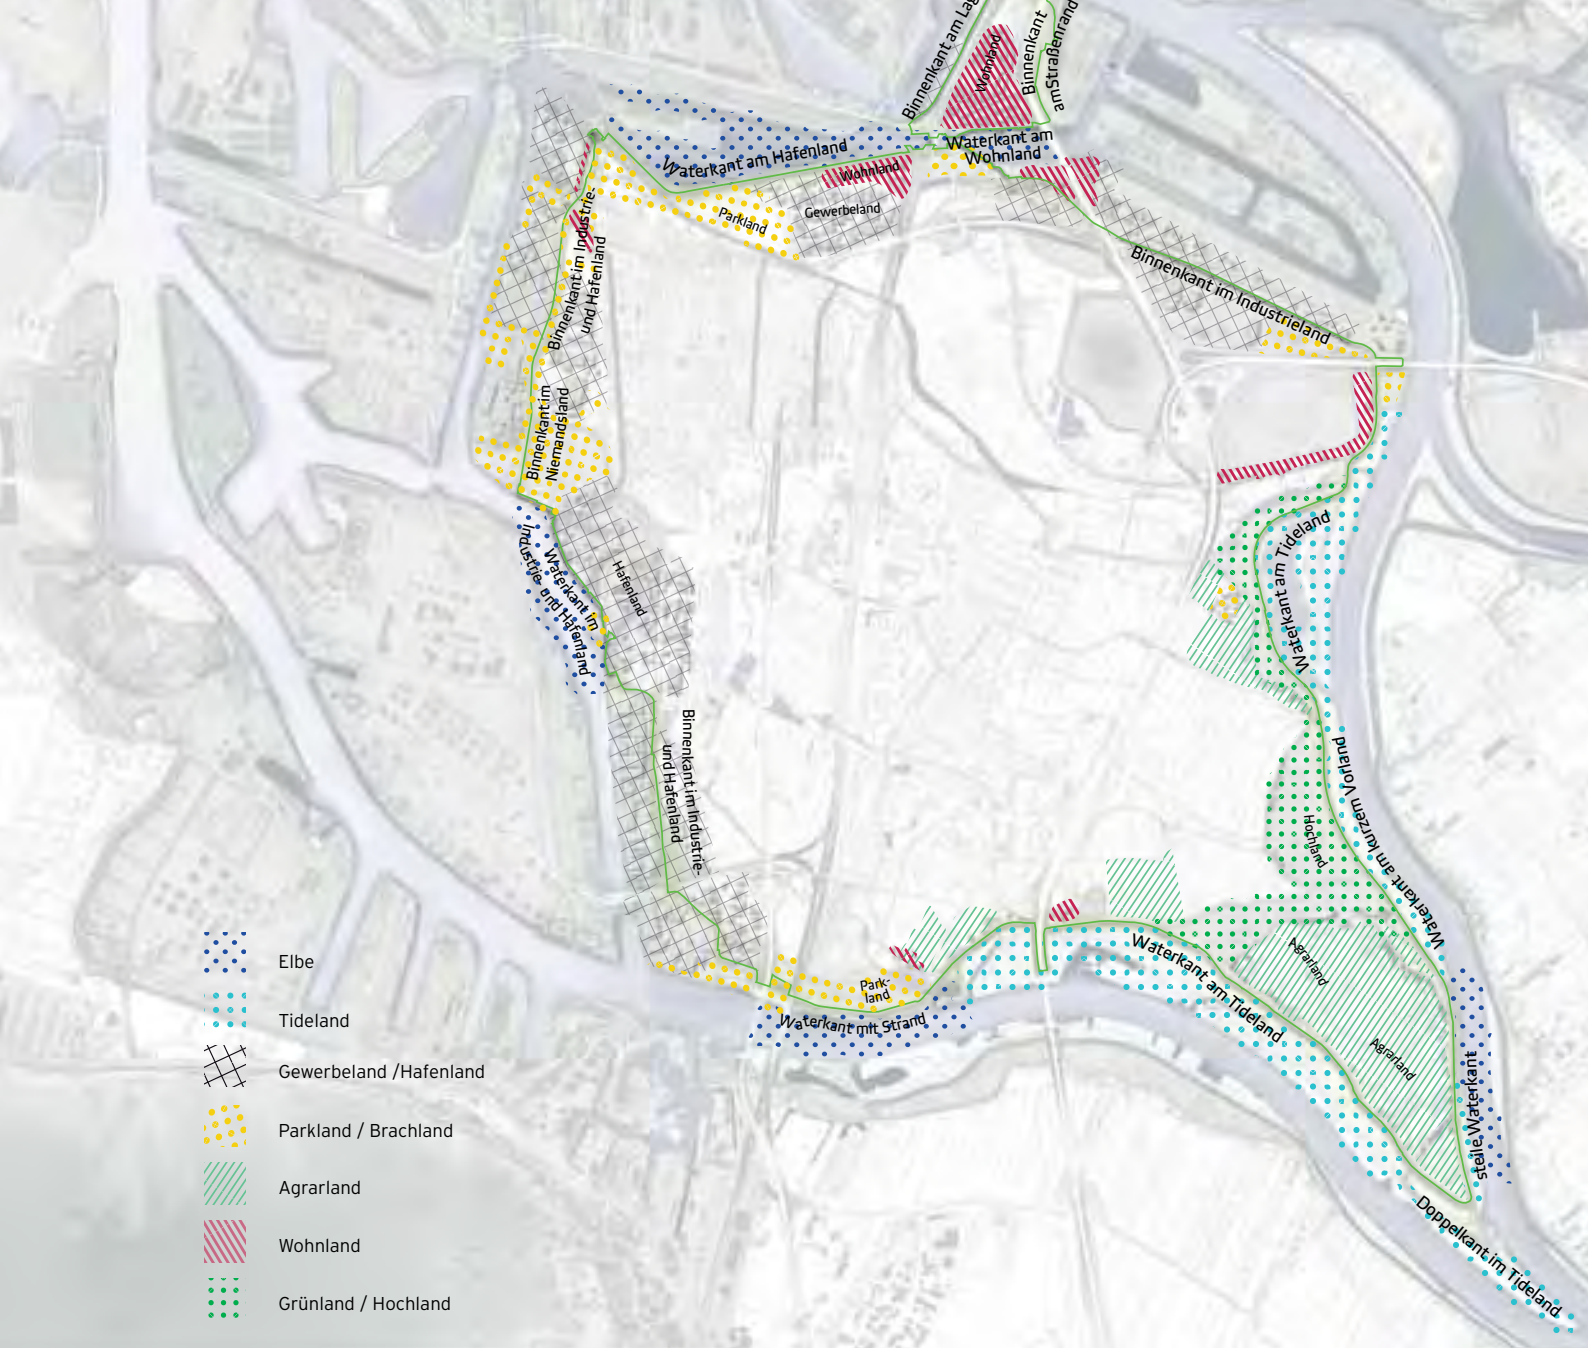 Binnenkant am Lag
Wohnland
Binnenkant
am Straßenrand
Waterkant am
Wohnland
Waterkant am Hafenland
Wohnland
Gewerbeland
Parkland
Binnenkant im Industrie-
und Hafenland
Binnenkant im Industrieland
Binnenkant im
Niemandsland
Waterkant im
Industrie- und Hafenland
Hafenland
Waterkant am Tideland
Binnenkant im Industrie-
und Hafenland
Waterkant am kurzem Vorland
Hochland
Agrarland
Agrarland
Waterkant am Tideland
Park-
land
Waterkant mit Strand
steile Waterkant
Doppelkant im Tideland
Elbe
Tideland
Gewerbeland /Hafenland
Parkland / Brachland
Agrarland
Wohnland
Grünland / Hochland